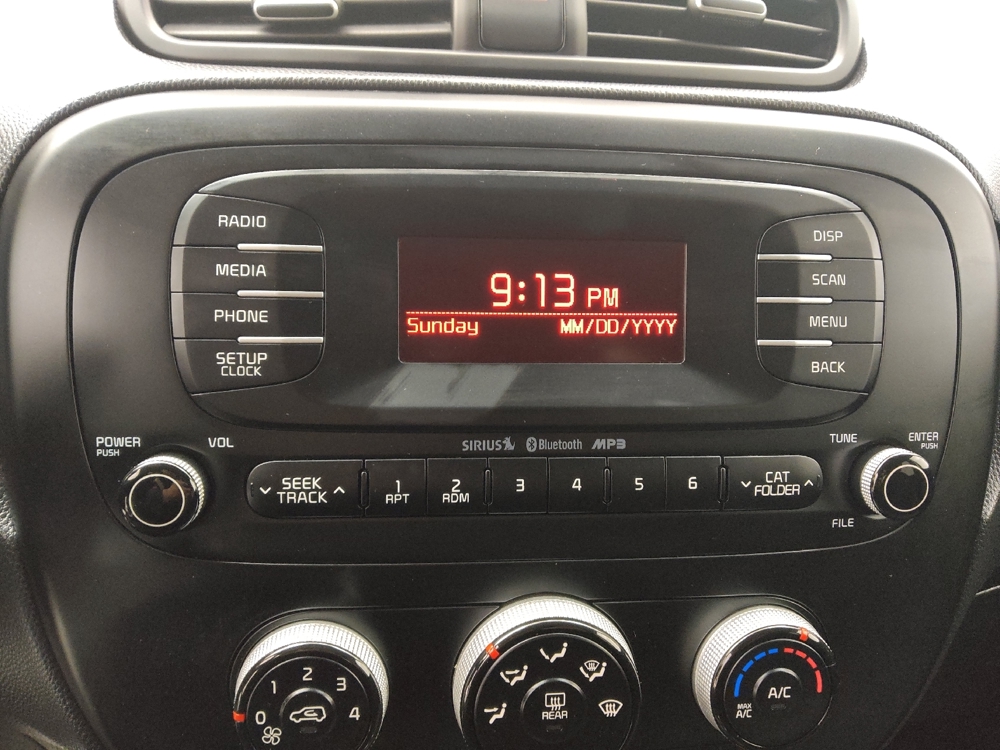 RADIO
MEDIA
PHONE
SETUP
CLOCK
9:13 PM
Sunday MM/DD/YYYY
DISP
SCAN
MENU
BACK
POWER
PUSH
VOL
SIRIUS Bluetooth MP3
TUNE
ENTER
PUSH
SEEK
TRACK
1
RPT
2
RDM
3
4
5
6
CAT
FOLDER
FILE
0 1 2 3 4
REAR
A/C
MAX
A/C